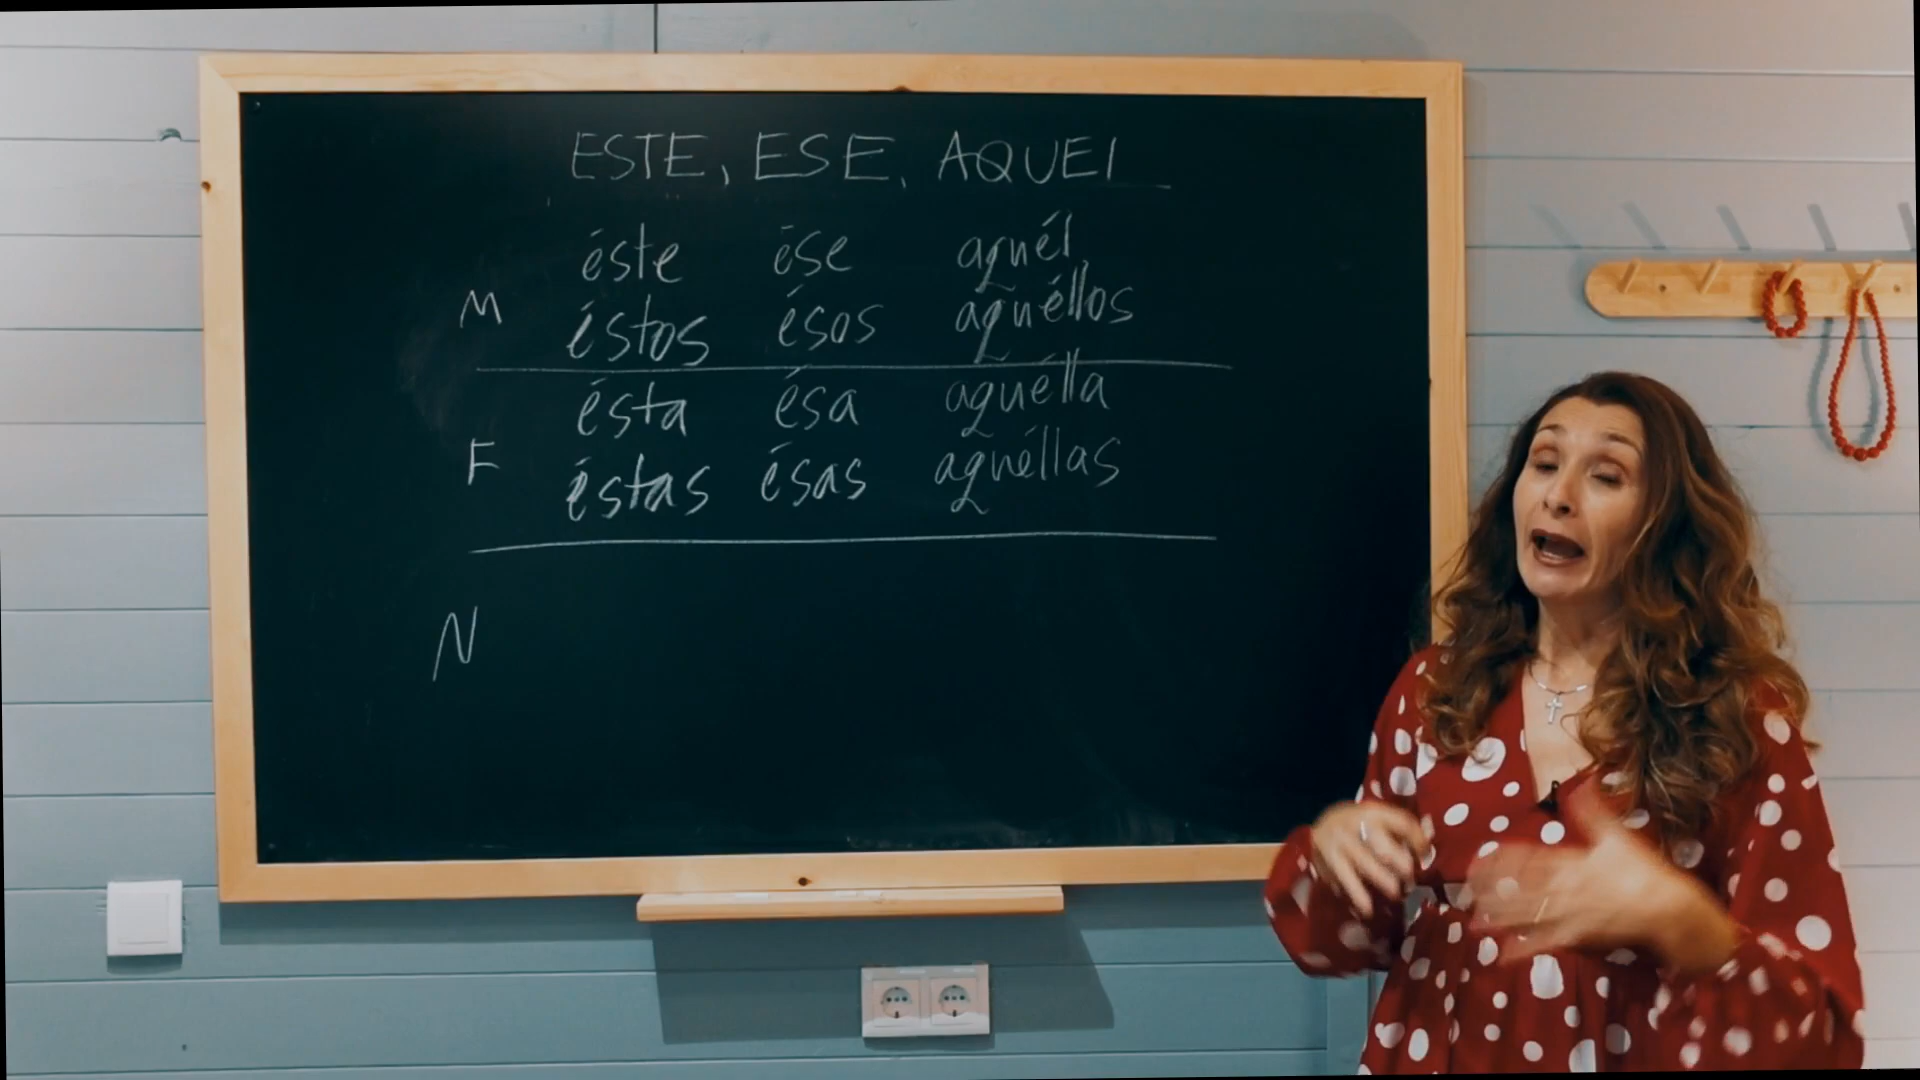 ESTE, ESE, AQUEL
éste ése aquél
M
éstos ésos aquéllos
ésta ésa aquélla
F
éstas ésas aquéllas
N